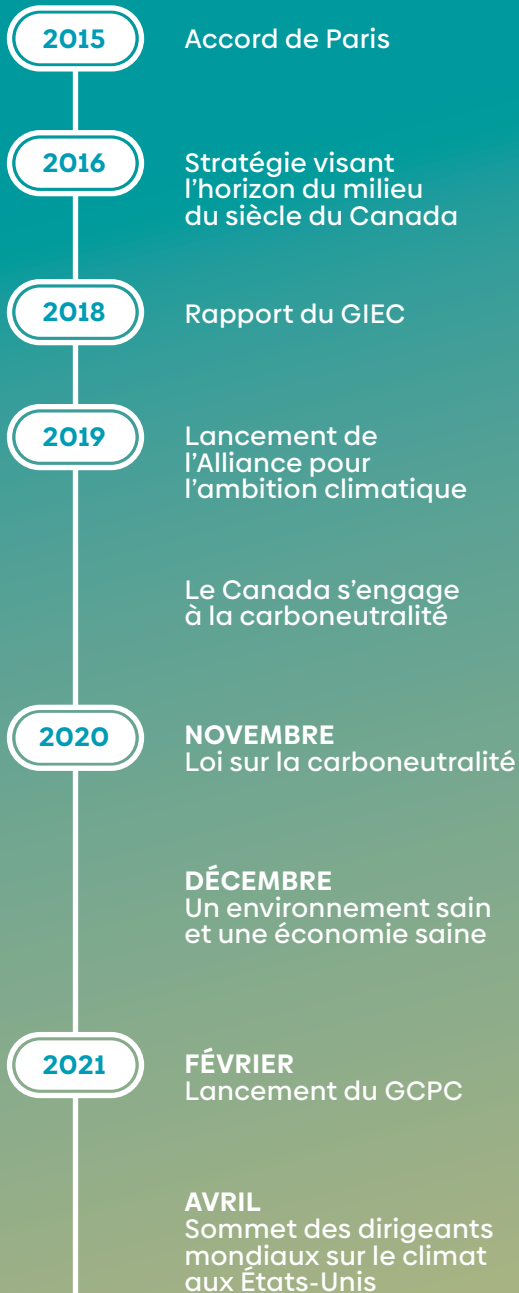 2015
Accord de Paris
2016
Stratégie visant
l’horizon du milieu
du siècle du Canada
2018
Rapport du GIEC
2019
Lancement de
l’Alliance pour
l’ambition climatique
Le Canada s’engage
à la carboneutralité
2020
NOVEMBRE
Loi sur la carboneutralité
DÉCEMBRE
Un environnement sain
et une économie saine
2021
FÉVRIER
Lancement du GCPC
AVRIL
Sommet des dirigeants
mondiaux sur le climat
aux États-Unis